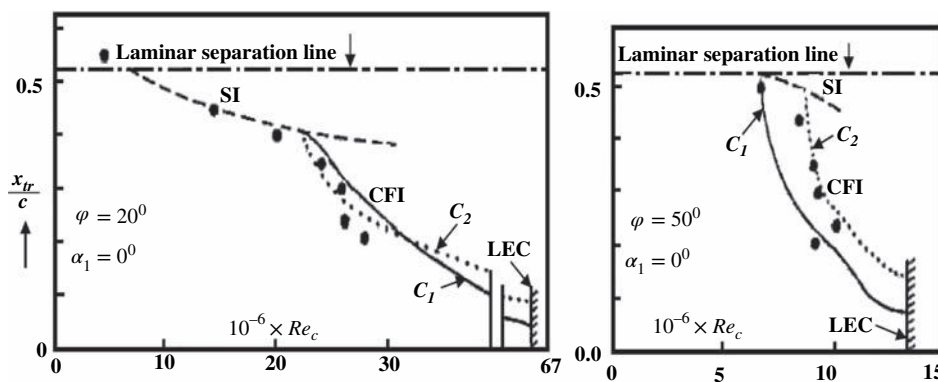 Laminar separation line
0.5
SI
x_tr/c
φ = 20⁰
α₁ = 0⁰
CFI
C₂
C₁
LEC
10⁻⁶ × Re_c
0
0
10
20
30
67
Laminar separation line
0.5
SI
C₁
C₂
CFI
φ = 50⁰
α₁ = 0⁰
LEC
10⁻⁶ × Re_c
0.0
0
5
10
15